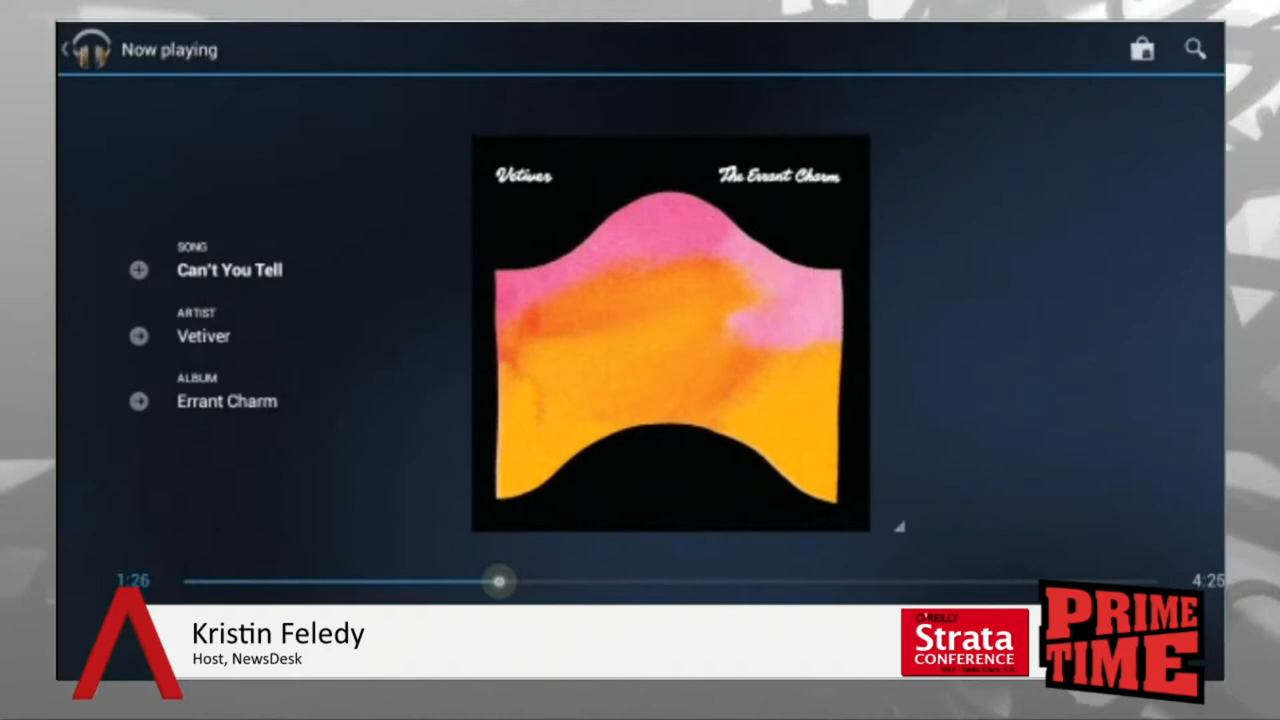 Now playing
Vetiver
The Errant Charm
SONG
Can't You Tell
ARTIST
Vetiver
ALBUM
Errant Charm
1:26
4:25
Kristin Feledy
Host, NewsDesk
O'REILLY
Strata
CONFERENCE
PRIME
TIME